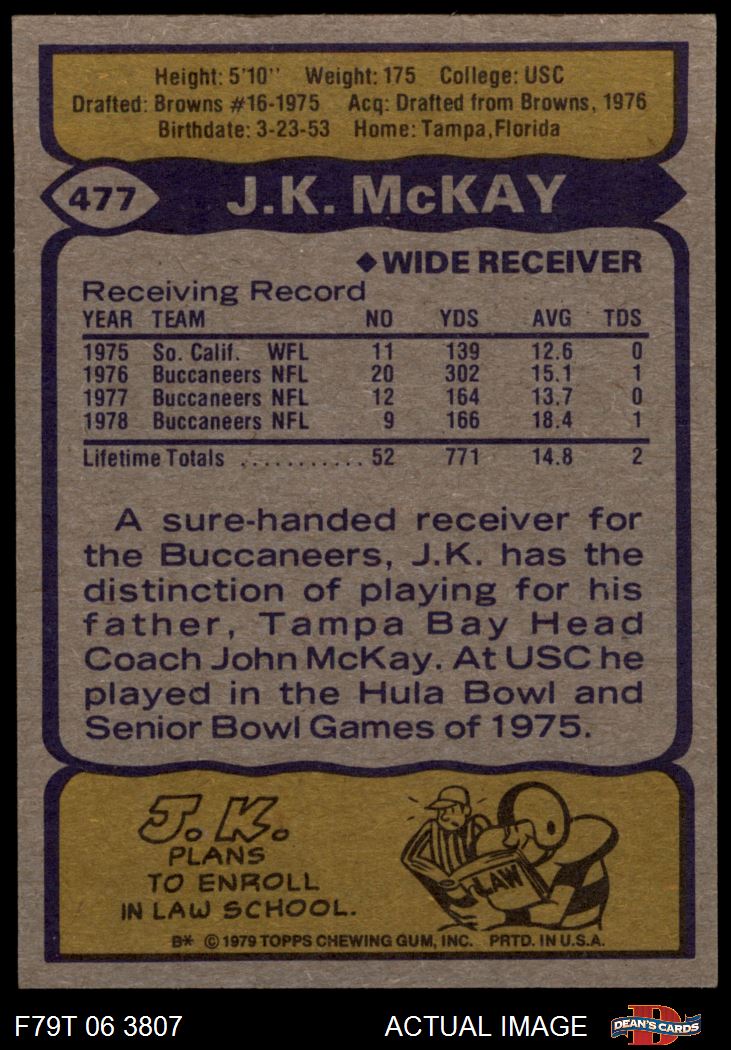 Height: 5'10" Weight: 175 College: USC
Drafted: Browns #16-1975 Acq: Drafted from Browns, 1976
Birthdate: 3-23-53 Home: Tampa, Florida
477 J.K. McKAY
◆WIDE RECEIVER
Receiving Record
YEAR TEAM NO YDS AVG TDS
1975 So. Calif. WFL 11 139 12.6 0
1976 Buccaneers NFL 20 302 15.1 1
1977 Buccaneers NFL 12 164 13.7 0
1978 Buccaneers NFL 9 166 18.4 1
Lifetime Totals ........... 52 771 14.8 2
A sure-handed receiver for
the Buccaneers, J.K. has the
distinction of playing for his
father, Tampa Bay Head
Coach John McKay. At USC he
played in the Hula Bowl and
Senior Bowl Games of 1975.
J.K.
PLANS
TO ENROLL
IN LAW SCHOOL.
LAW
B* © 1979 TOPPS CHEWING GUM, INC. PRTD. IN U.S.A.
F79T 06 3807 ACTUAL IMAGE D DEAN'S CARDS